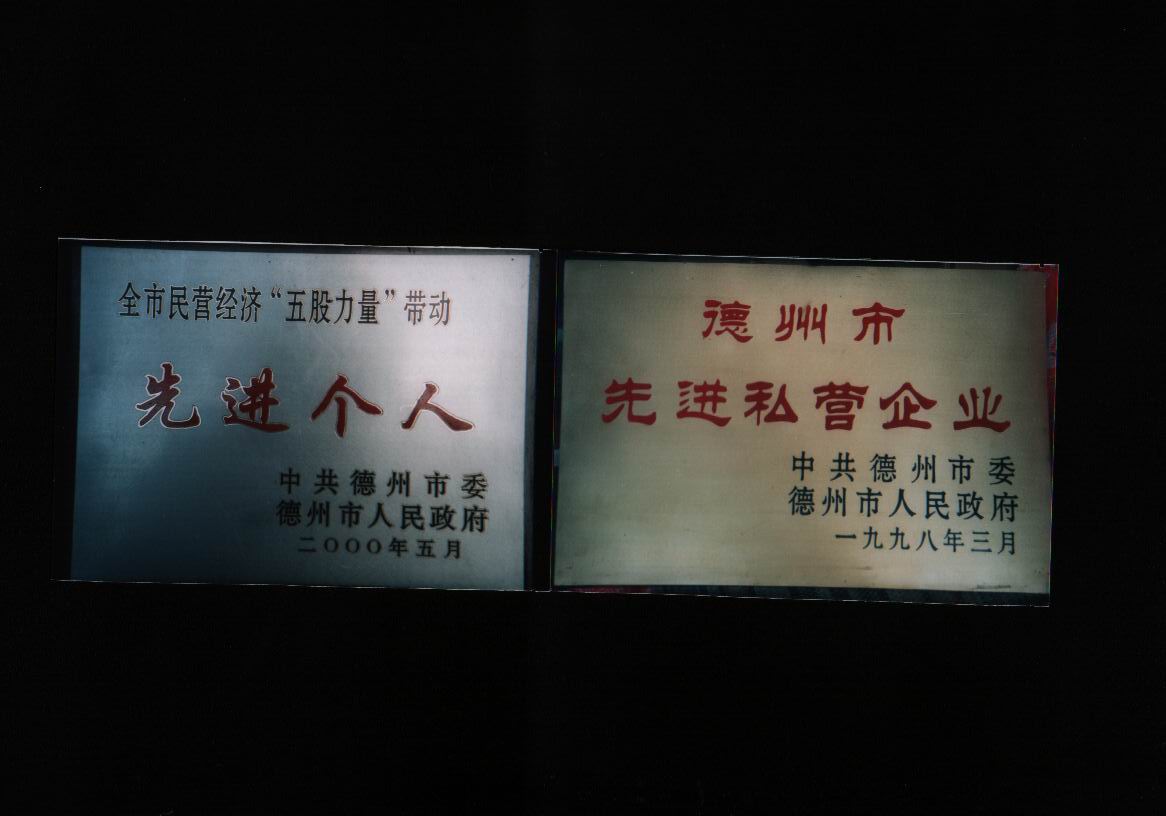 全市民营经济“五股力量”带动
先进个人
中共德州市委
德州市人民政府
二〇〇〇年五月
德州市
先进私营企业
中共德州市委
德州市人民政府
一九九八年三月